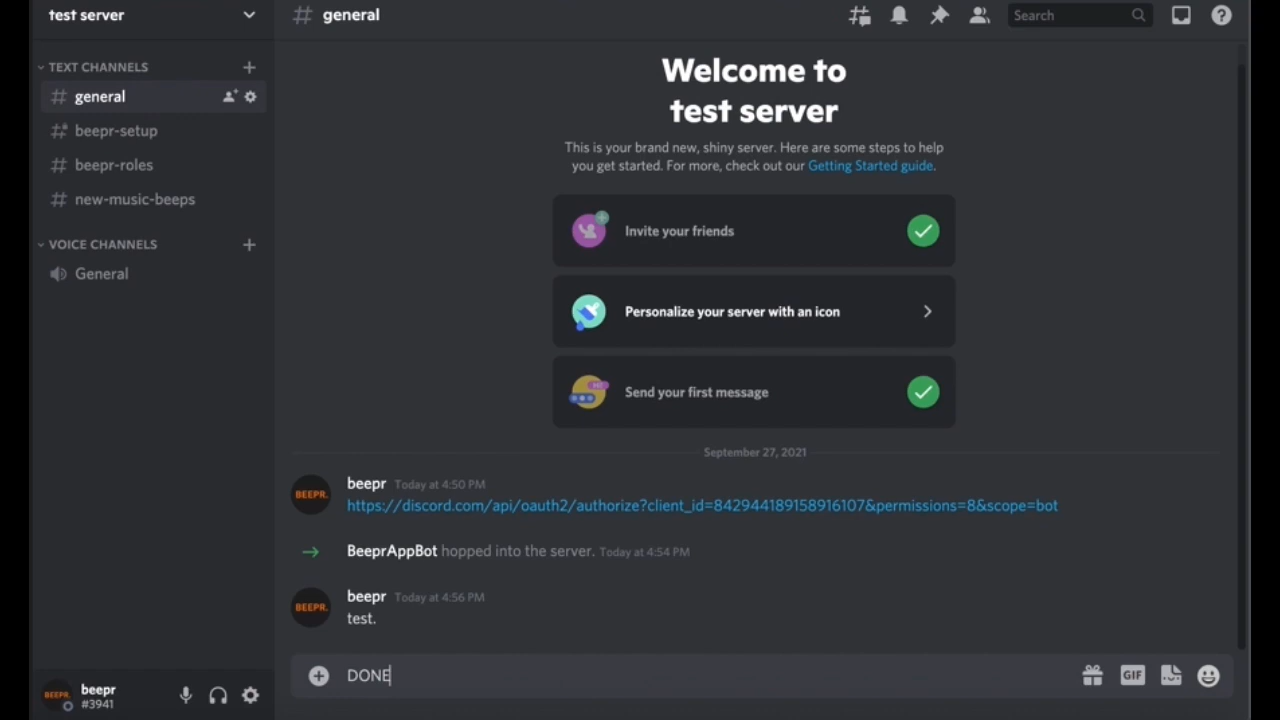 test server
# general
Search
TEXT CHANNELS
general
beepr-setup
beepr-roles
new-music-beeps
VOICE CHANNELS
General
Welcome to
test server
This is your brand new, shiny server. Here are some steps to help
you get started. For more, check out our Getting Started guide.
Invite your friends
Personalize your server with an icon
Send your first message
September 27, 2021
BEEPR.
beepr Today at 4:50 PM
https://discord.com/api/oauth2/authorize?client_id=842944189158916107&permissions=8&scope=bot
BeeprAppBot hopped into the server. Today at 4:54 PM
BEEPR.
beepr Today at 4:56 PM
test.
DONE
GIF
BEEPR.
beepr
#3941